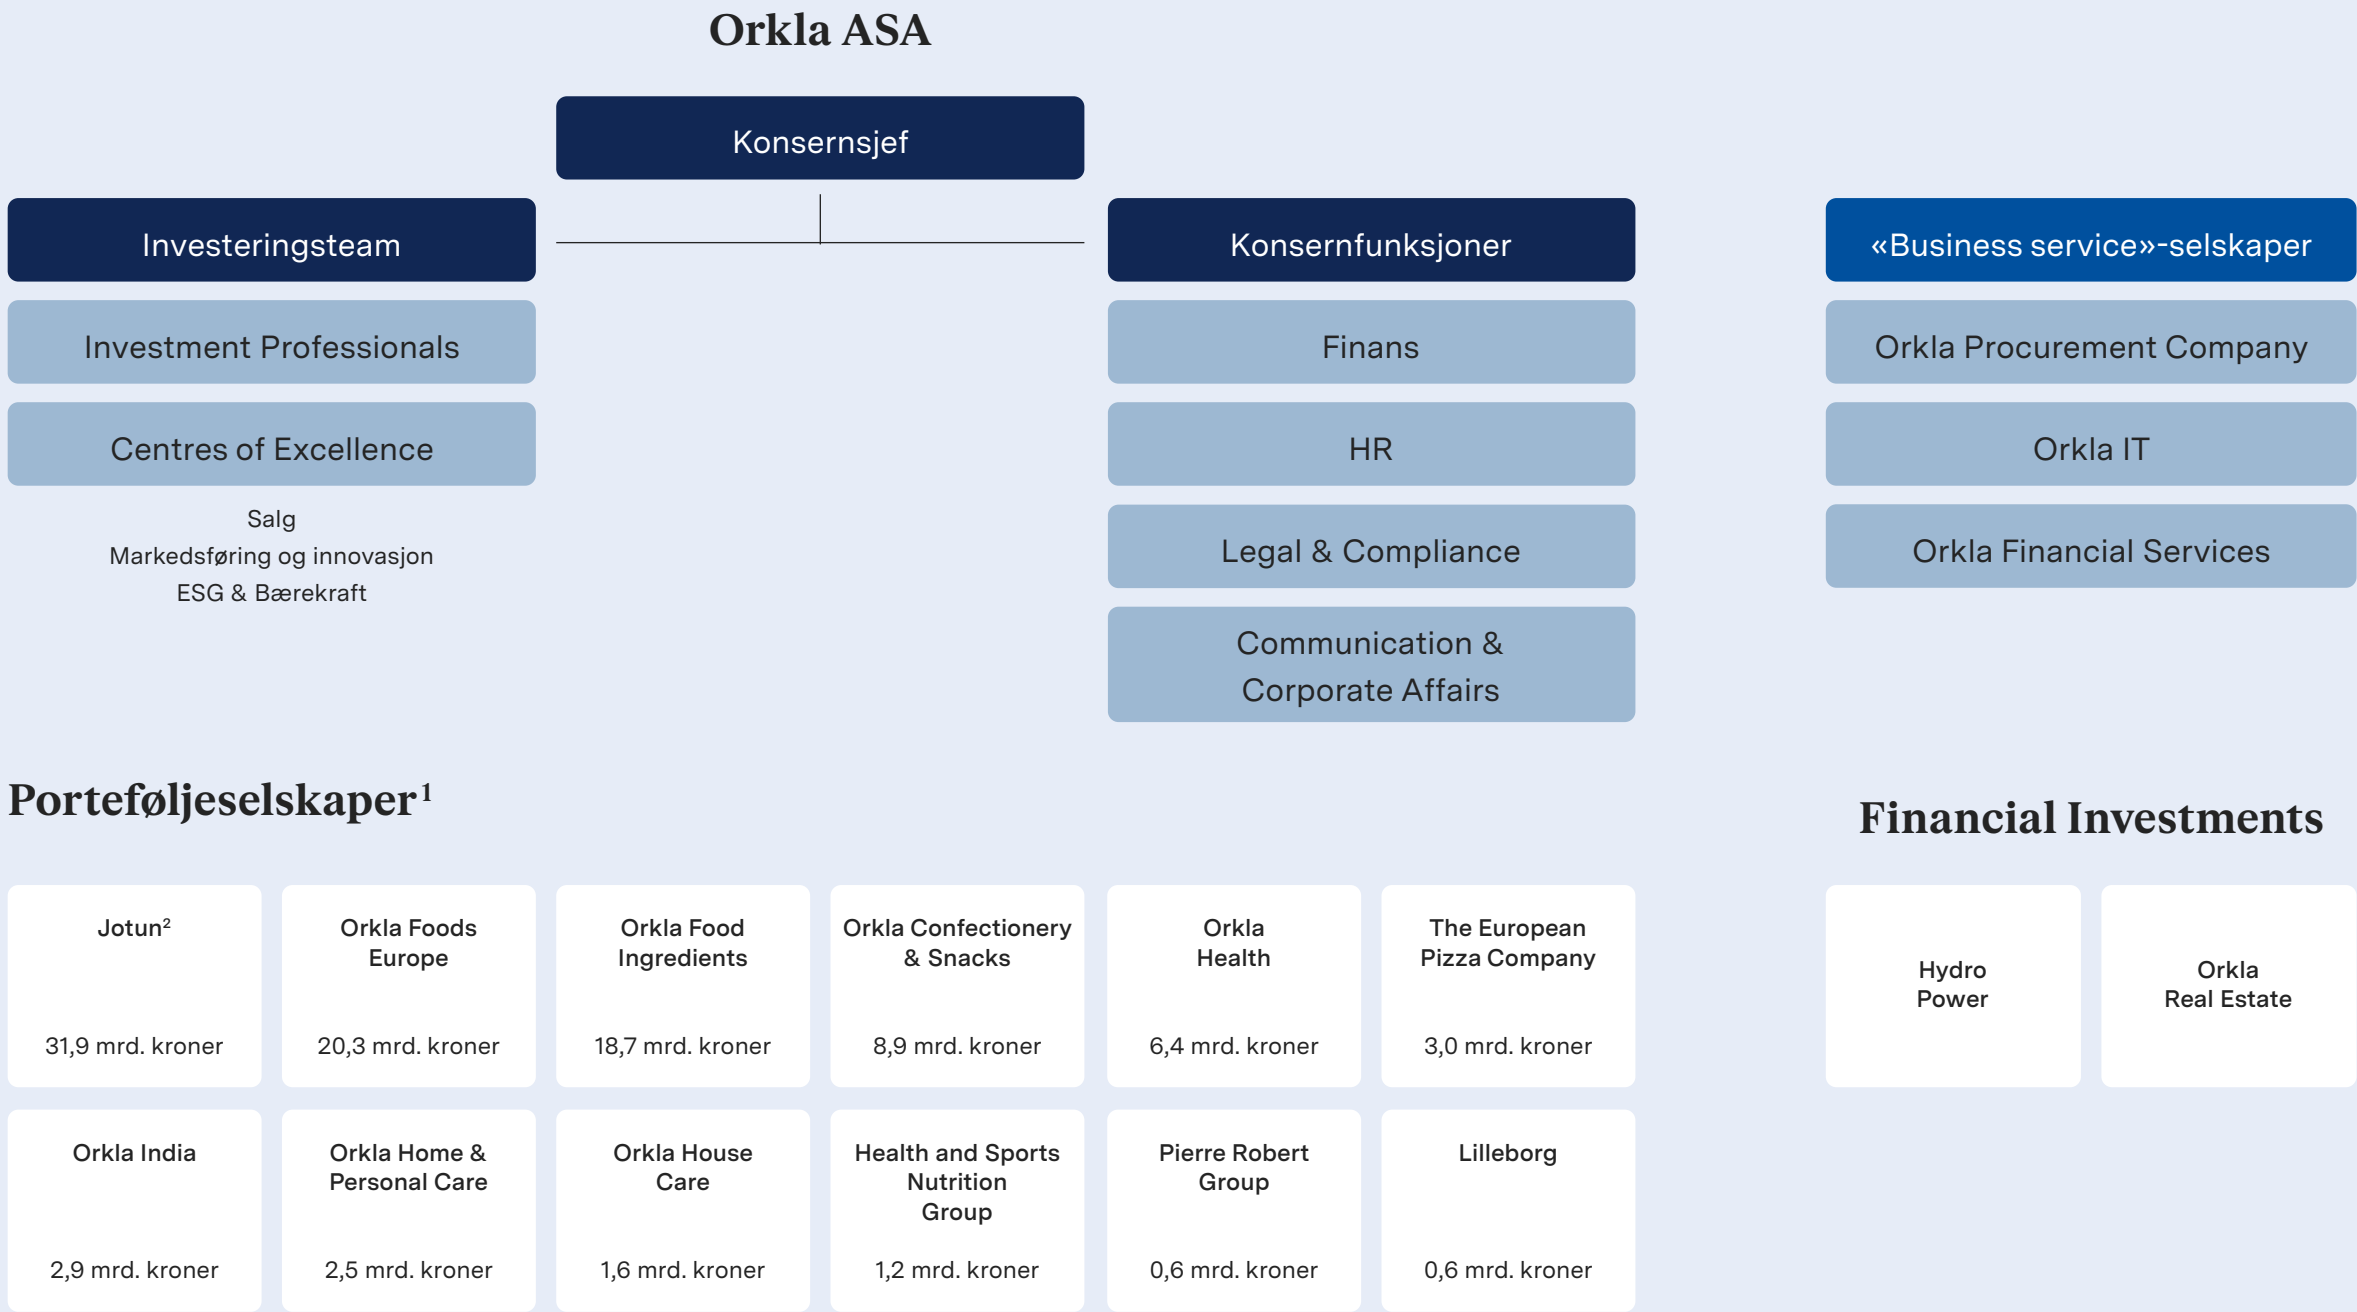 Orkla ASA
Konsernsjef
Investeringsteam
Investment Professionals
Centres of Excellence
Salg
Markedsføring og innovasjon
ESG & Bærekraft
Konsernfunksjoner
Finans
HR
Legal & Compliance
Communication &
Corporate Affairs
«Business service»-selskaper
Orkla Procurement Company
Orkla IT
Orkla Financial Services
Porteføljeselskaper¹
Jotun²
31,9 mrd. kroner
Orkla Foods
Europe
20,3 mrd. kroner
Orkla Food
Ingredients
18,7 mrd. kroner
Orkla Confectionery
& Snacks
8,9 mrd. kroner
Orkla
Health
6,4 mrd. kroner
The European
Pizza Company
3,0 mrd. kroner
Orkla India
2,9 mrd. kroner
Orkla Home &
Personal Care
2,5 mrd. kroner
Orkla House
Care
1,6 mrd. kroner
Health and Sports
Nutrition
Group
1,2 mrd. kroner
Pierre Robert
Group
0,6 mrd. kroner
Lilleborg
0,6 mrd. kroner
Financial Investments
Hydro
Power
Orkla
Real Estate